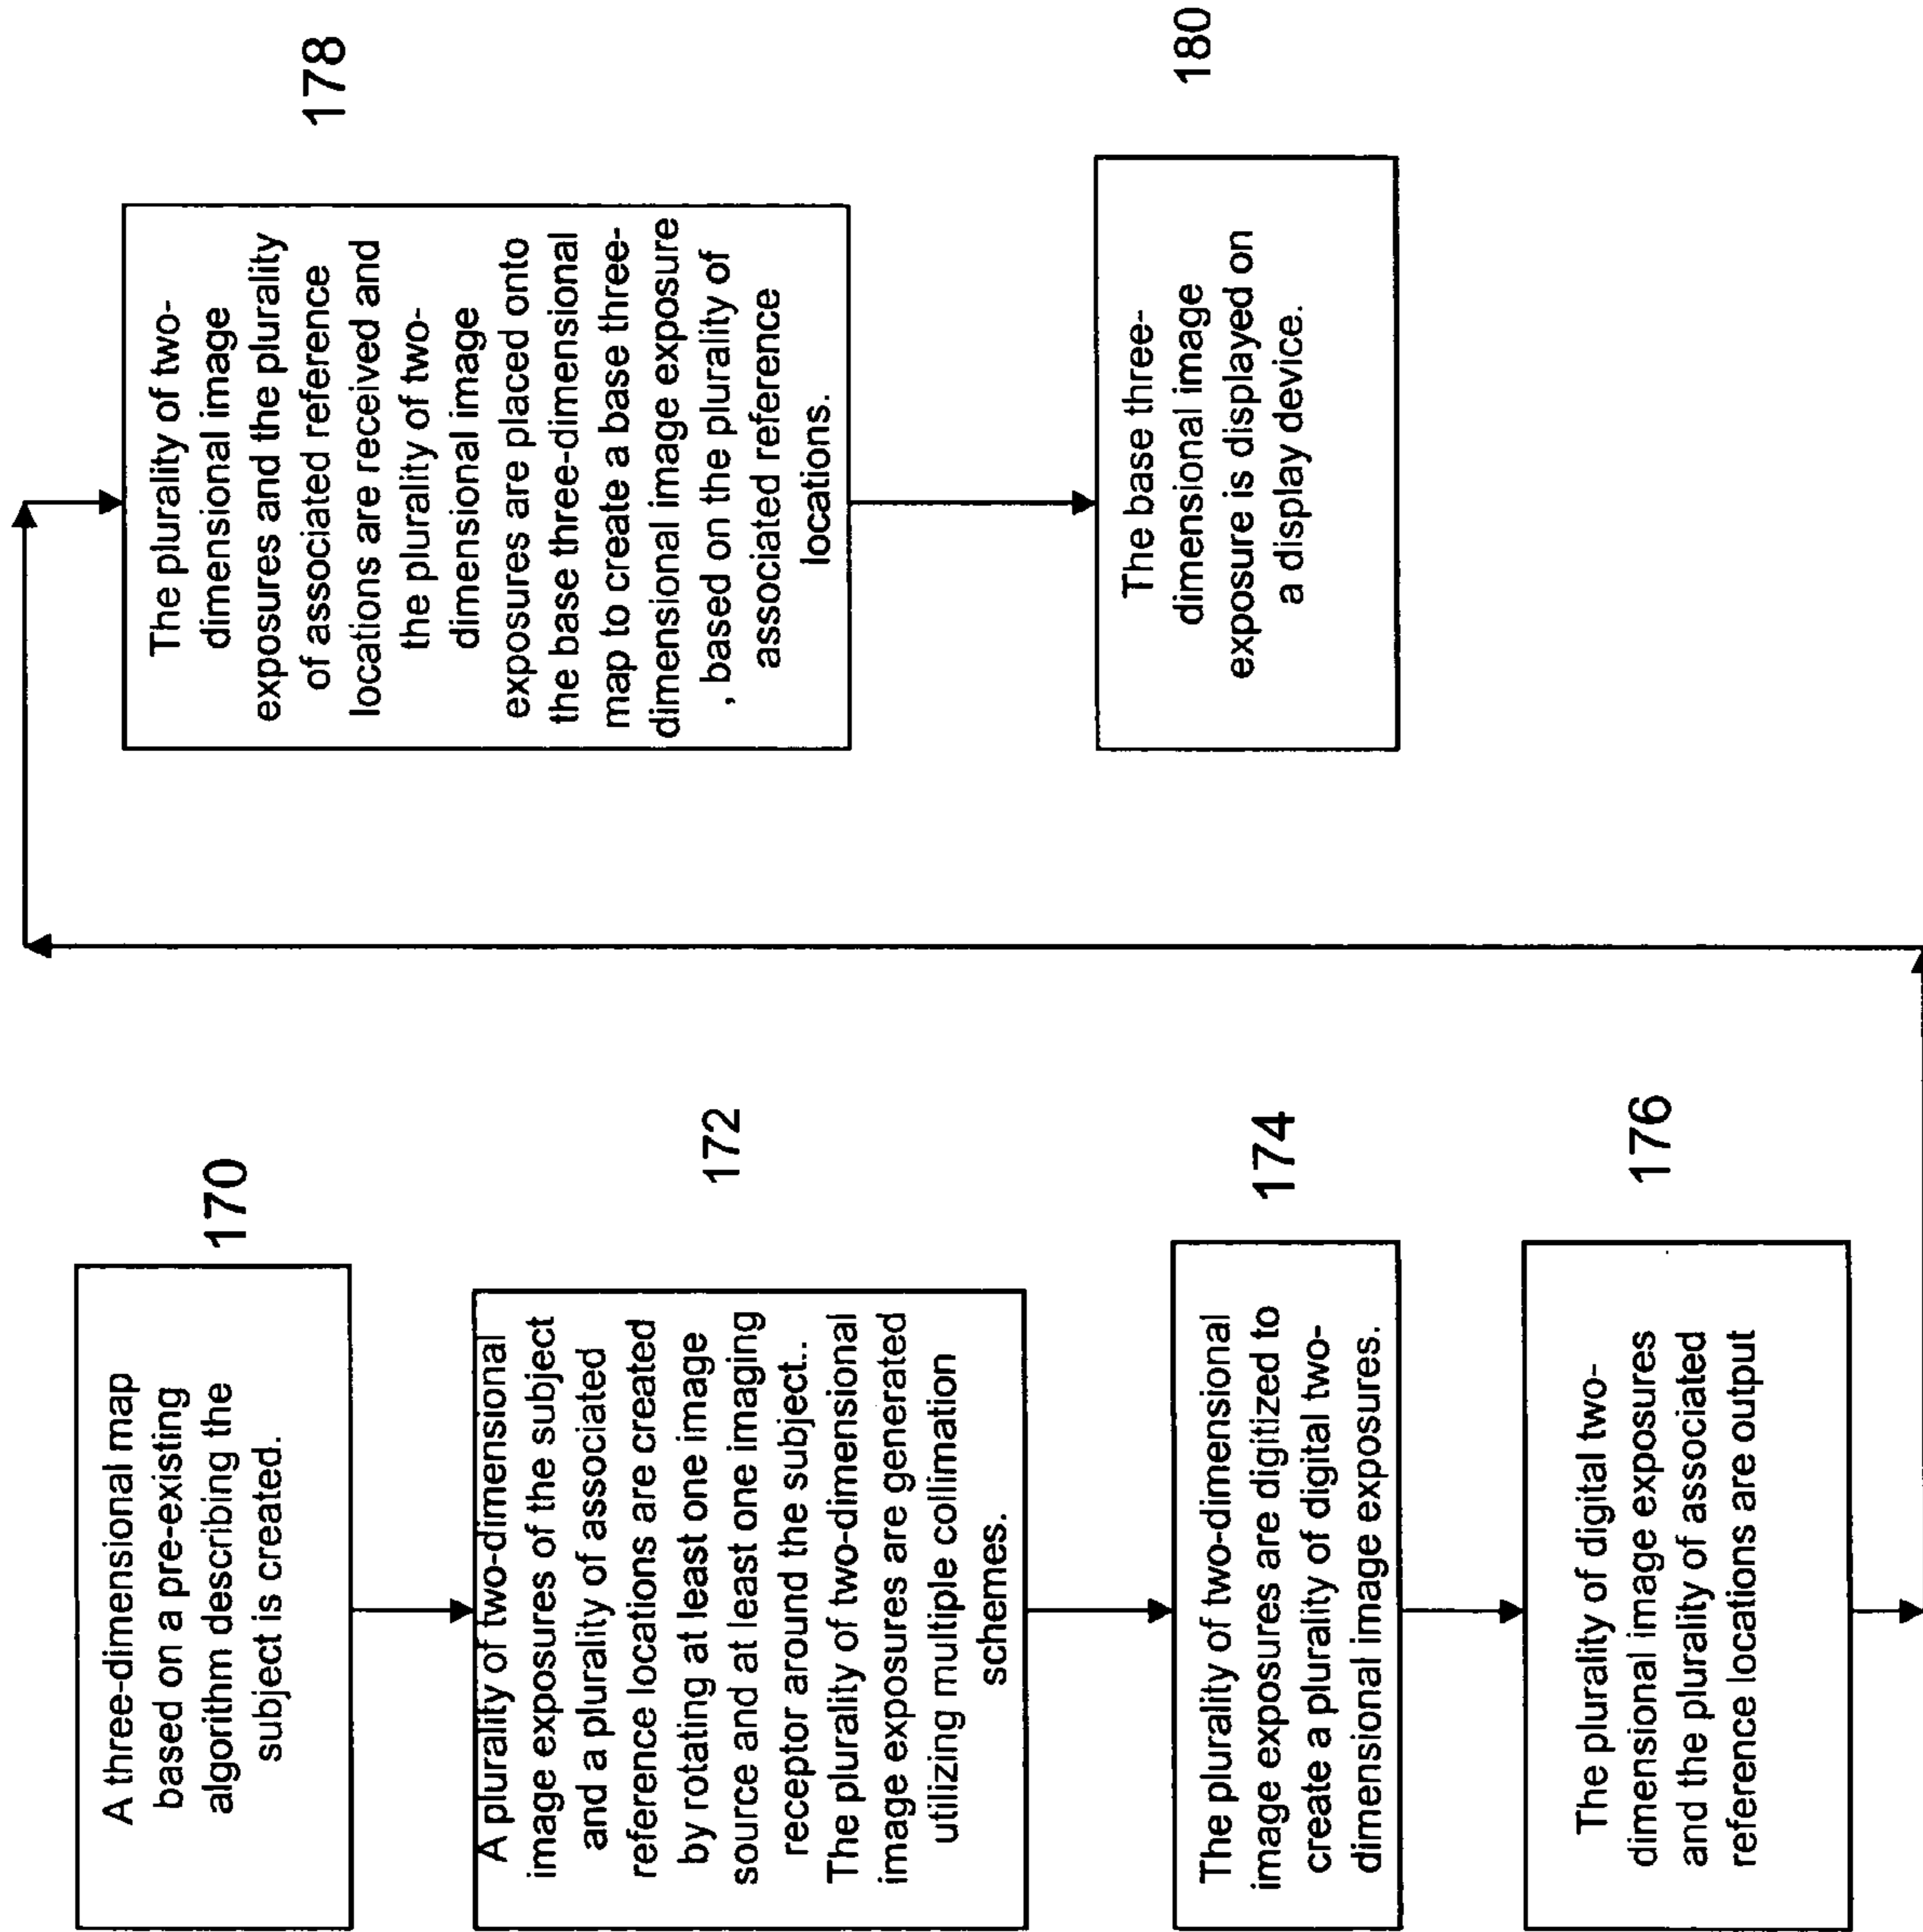 A three-dimensional map
based on a pre-existing
algorithm describing the
subject is created.
170
A plurality of two-dimensional
image exposures of the subject
and a plurality of associated
reference locations are created
by rotating at least one image
source and at least one imaging
receptor around the subject..
The plurality of two-dimensional
image exposures are generated
utilizing multiple collimation
schemes.
172
The plurality of two-dimensional
image exposures are digitized to
create a plurality of digital two-
dimensional image exposures.
174
The plurality of digital two-
dimensional image exposures
and the plurality of associated
reference locations are output
176
The plurality of two-
dimensional image
exposures and the plurality
of associated reference
locations are received and
the plurality of two-
dimensional image
exposures are placed onto
the base three-dimensional
map to create a base three-
dimensional image exposure
, based on the plurality of
associated reference
locations.
178
The base three-
dimensional image
exposure is displayed on
a display device.
180